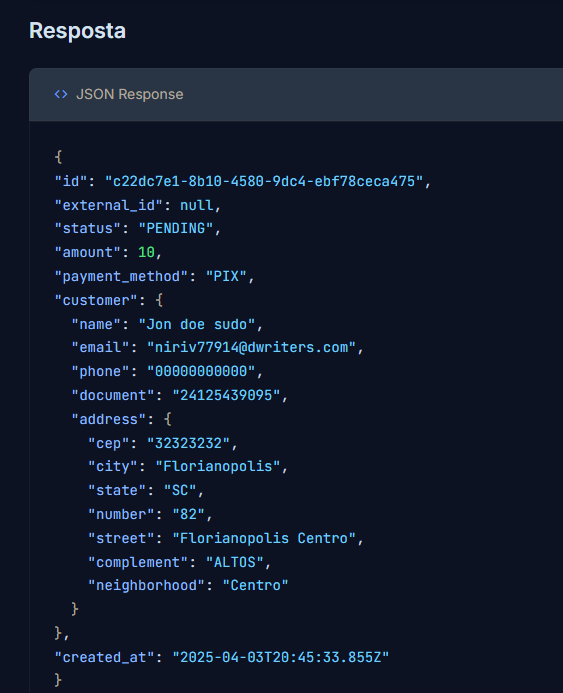 Resposta
<> JSON Response
{
"id": "c22dc7e1-8b10-4580-9dc4-ebf78ceca475",
"external_id": null,
"status": "PENDING",
"amount": 10,
"payment_method": "PIX",
"customer": {
"name": "Jon doe sudo",
"email": "niriv77914@dwriters.com",
"phone": "00000000000",
"document": "24125439095",
"address": {
"cep": "32323232",
"city": "Florianopolis",
"state": "SC",
"number": "82",
"street": "Florianopolis Centro",
"complement": "ALTOS",
"neighborhood": "Centro"
}
},
"created_at": "2025-04-03T20:45:33.855Z"
}